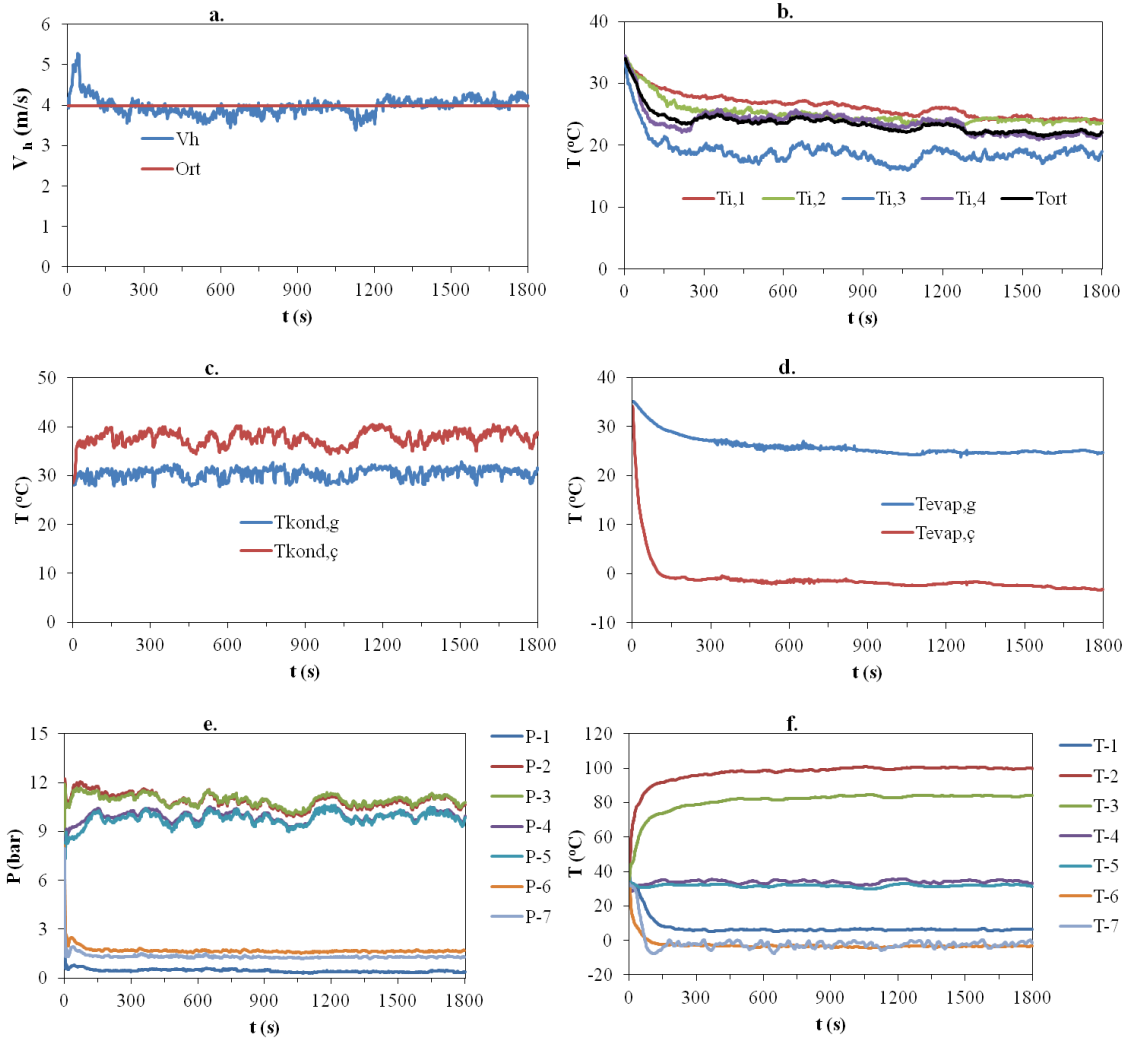 a.
6
5
4
3
2
1
0
V h (m/s)
Vh
Ort
0 300 600 900 1200 1500 1800
t (s)
b.
40
30
20
10
0
T (°C)
Ti,1 Ti,2 Ti,3 Ti,4 Tort
0 300 600 900 1200 1500 1800
t (s)
c.
50
40
30
20
10
0
T (°C)
Tkond,g
Tkond,ç
0 300 600 900 1200 1500 1800
t (s)
d.
40
30
20
10
0
-10
T (°C)
Tevap,g
Tevap,ç
0 300 600 900 1200 1500 1800
t (s)
e.
15
12
9
6
3
0
P (bar)
P-1
P-2
P-3
P-4
P-5
P-6
P-7
0 300 600 900 1200 1500 1800
t (s)
f.
120
100
80
60
40
20
0
-20
T (°C)
T-1
T-2
T-3
T-4
T-5
T-6
T-7
0 300 600 900 1200 1500 1800
t (s)